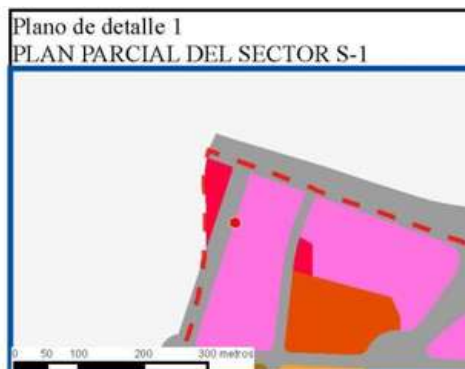 Plano de detalle 1
PLAN PARCIAL DEL SECTOR S-1
0 50 100 200 300 metros